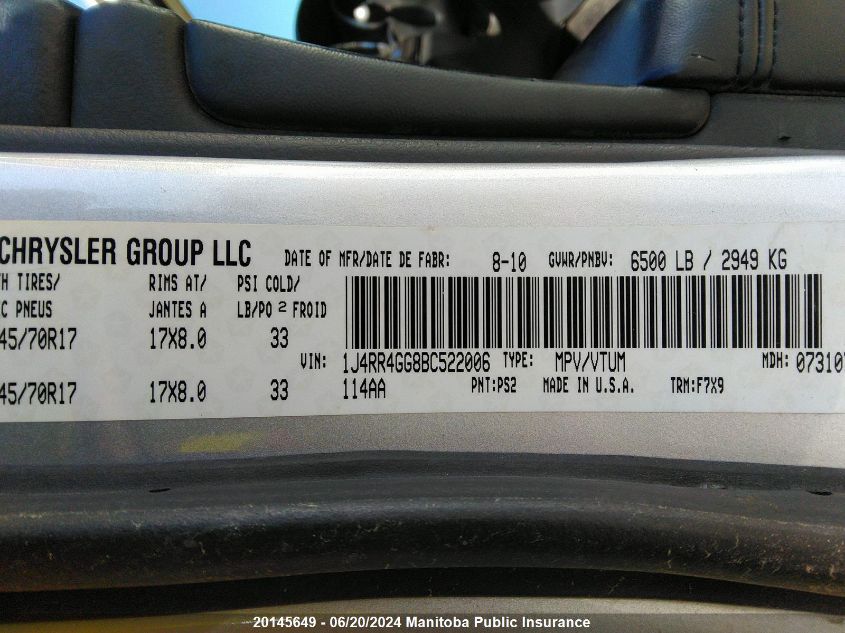 CHRYSLER GROUP LLC DATE OF MFR/DATE DE FABR: 8-10 GVWR/PNBV: 6500 LB / 2949 KG
TIRES/ RIMS AT/ PSI COLD/
PNEUS JANTES A LB/PO 2 FROID
45/70R17 17X8.0 33
VIN: 1J4RR4GG8BC522006 TYPE: MPV/VTUM MDH: 07310
45/70R17 17X8.0 33 114AA PNT:PS2 MADE IN U.S.A. TRM:F7X9
20145649 - 06/20/2024 Manitoba Public Insurance